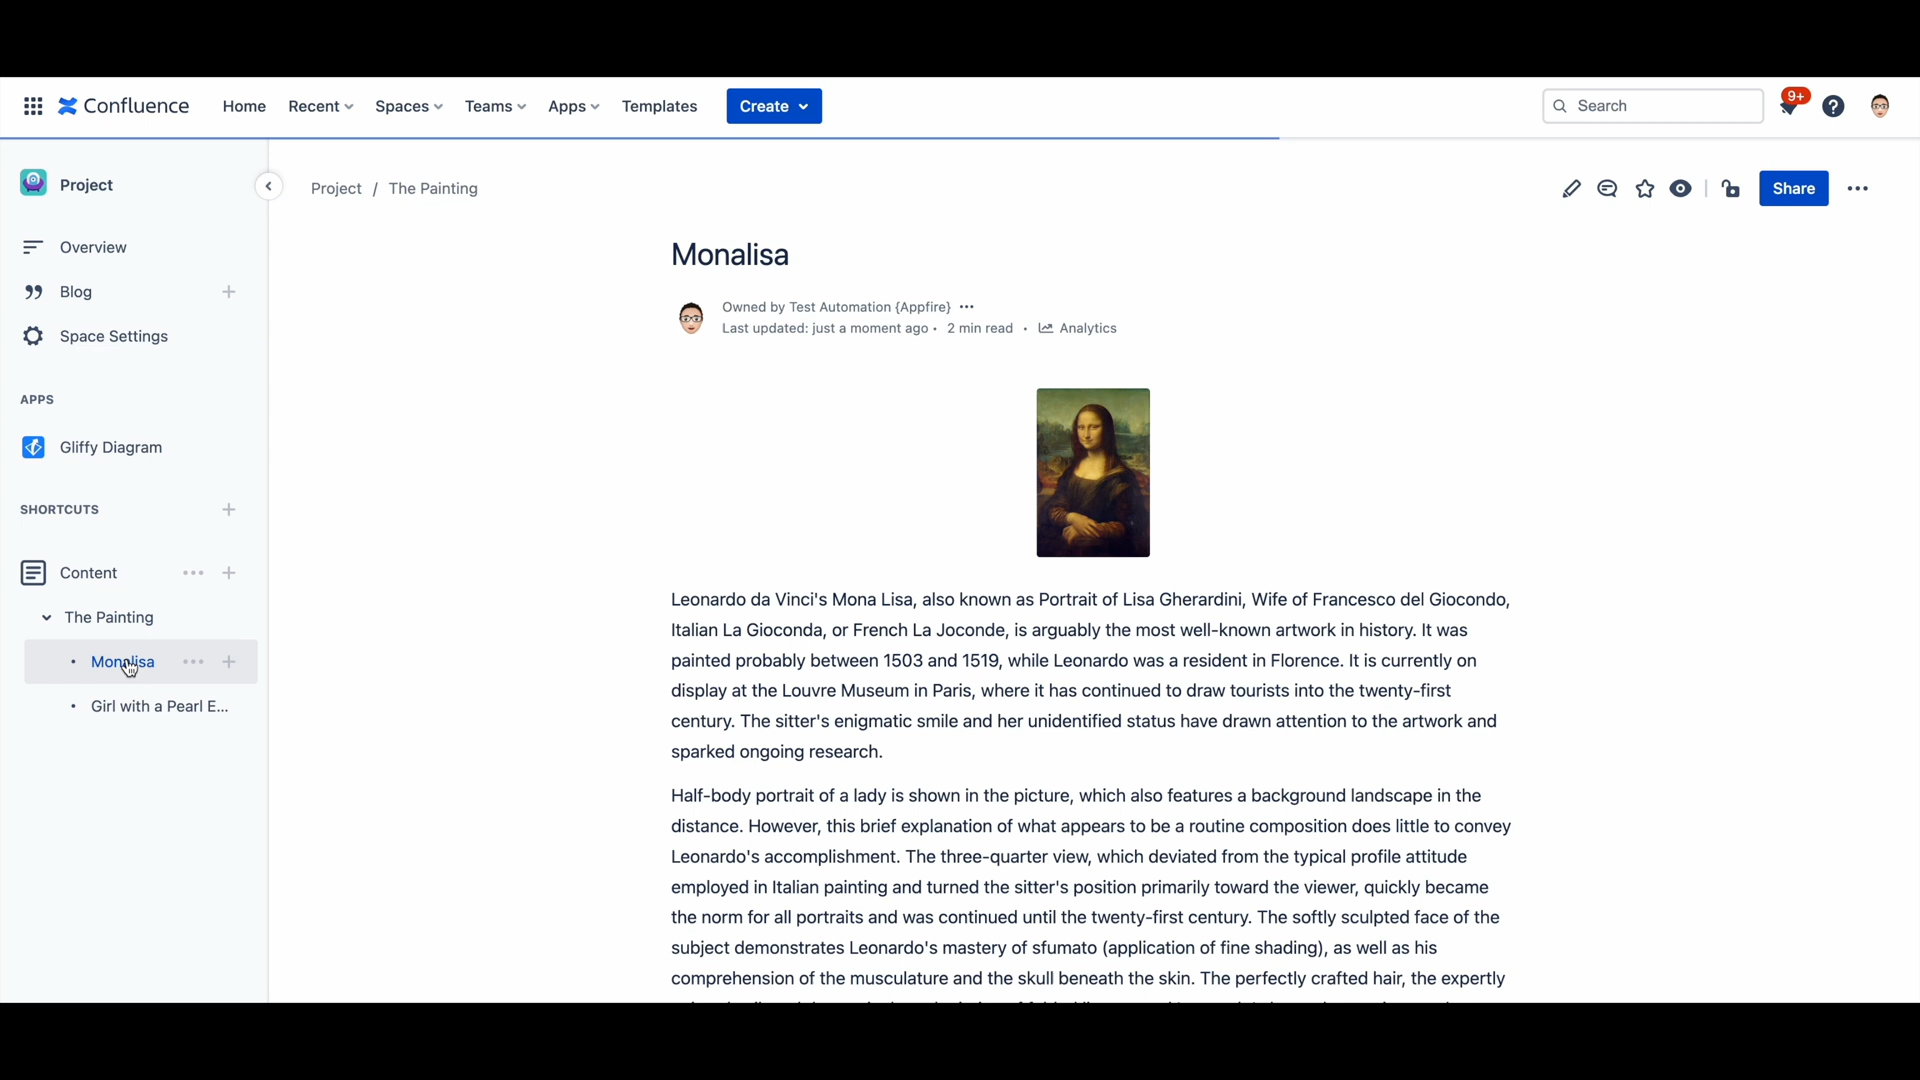 Confluence Home Recent Spaces Teams Apps Templates Create Search 9+ ?
Project
Project / The Painting Share
Overview
Blog
Space Settings
APPS
Gliffy Diagram
SHORTCUTS
Content
The Painting
Monalisa
Girl with a Pearl E...
Monalisa
Owned by Test Automation {Appfire}
Last updated: just a moment ago • 2 min read • Analytics
Leonardo da Vinci's Mona Lisa, also known as Portrait of Lisa Gherardini, Wife of Francesco del Giocondo,
Italian La Gioconda, or French La Joconde, is arguably the most well-known artwork in history. It was
painted probably between 1503 and 1519, while Leonardo was a resident in Florence. It is currently on
display at the Louvre Museum in Paris, where it has continued to draw tourists into the twenty-first
century. The sitter's enigmatic smile and her unidentified status have drawn attention to the artwork and
sparked ongoing research.
Half-body portrait of a lady is shown in the picture, which also features a background landscape in the
distance. However, this brief explanation of what appears to be a routine composition does little to convey
Leonardo's accomplishment. The three-quarter view, which deviated from the typical profile attitude
employed in Italian painting and turned the sitter's position primarily toward the viewer, quickly became
the norm for all portraits and was continued until the twenty-first century. The softly sculpted face of the
subject demonstrates Leonardo's mastery of sfumato (application of fine shading), as well as his
comprehension of the musculature and the skull beneath the skin. The perfectly crafted hair, the expertly